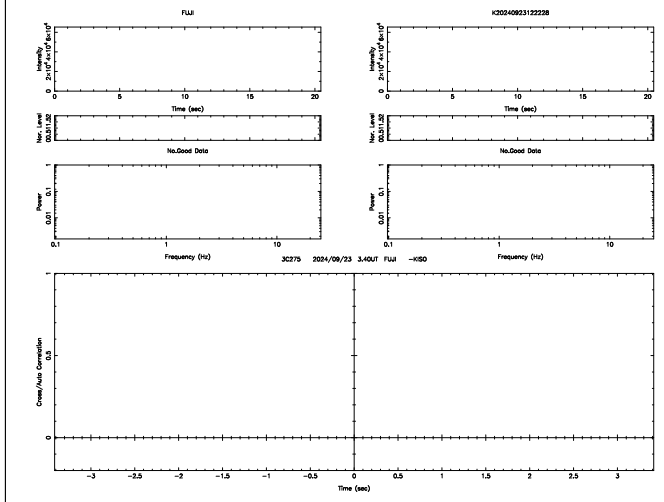 FUJI
K20240923122228
Intensity
2×10⁴ 4×10⁴ 6×10⁴
0 5 10 15 20
Time (sec)
Intensity
2×10⁴ 4×10⁴ 6×10⁴
0 5 10 15 20
Time (sec)
Nor. Level
00.511.52
Nor. Level
00.511.52
No.Good Data
No.Good Data
Power
1
0.1
0.01
0.1 1 10
Frequency (Hz)
Power
1
0.1
0.01
0.1 1 10
Frequency (Hz)
3C275 2024/09/23 3.40UT FUJI -KISO
Cross/Auto Correlation
1
0.5
0
-3 -2.5 -2 -1.5 -1 -0.5 0 0.5 1 1.5 2 2.5 3
Time (sec)